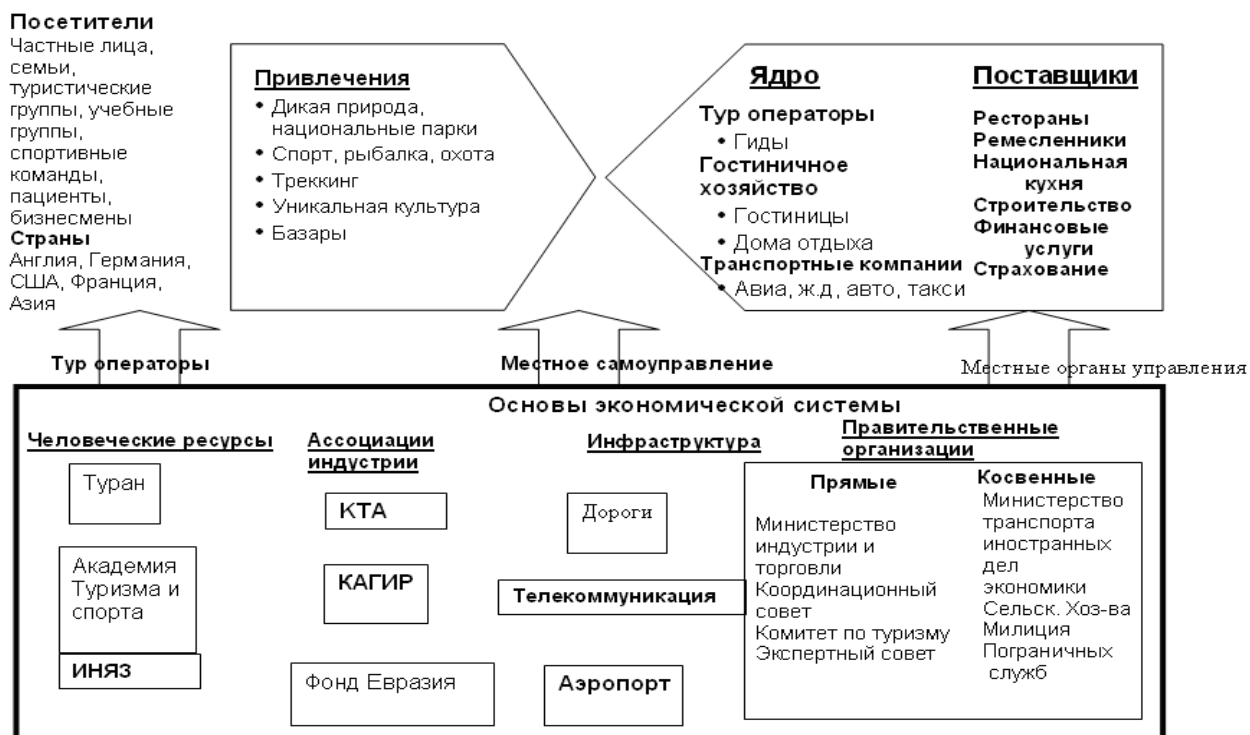 Посетители
Частные лица,
семьи,
туристические
группы, учебные
группы,
спортивные
команды,
пациенты,
бизнесмены
Страны
Англия, Германия,
США, Франция,
Азия
Привлечения
• Дикая природа,
национальные парки
• Спорт, рыбалка, охота
• Треккинг
• Уникальная культура
• Базары
Ядро
Тур операторы
• Гиды
Гостиничное
хозяйство
• Гостиницы
• Дома отдыха
Транспортные компании
• Авиа, ж.д, авто, такси
Поставщики
Рестораны
Ремесленники
Национальная
кухня
Строительство
Финансовые
услуги
Страхование
Тур операторы
Местное самоуправление
Местные органы управления
Основы экономической системы
Человеческие ресурсы
Туран
Академия
Туризма и
спорта
ИНЯЗ
Ассоциации
индустрии
КТА
КАГИР
Фонд Евразия
Инфраструктура
Дороги
Телекоммуникация
Аэропорт
Правительственные
организации
Прямые
Министерство
индустрии и
торговли
Координационный
совет
Комитет по туризму
Экспертный совет
Косвенные
Министерство
транспорта
иностранных
дел
экономики
Сельск. Хоз-ва
Милиция
Пограничных
служб